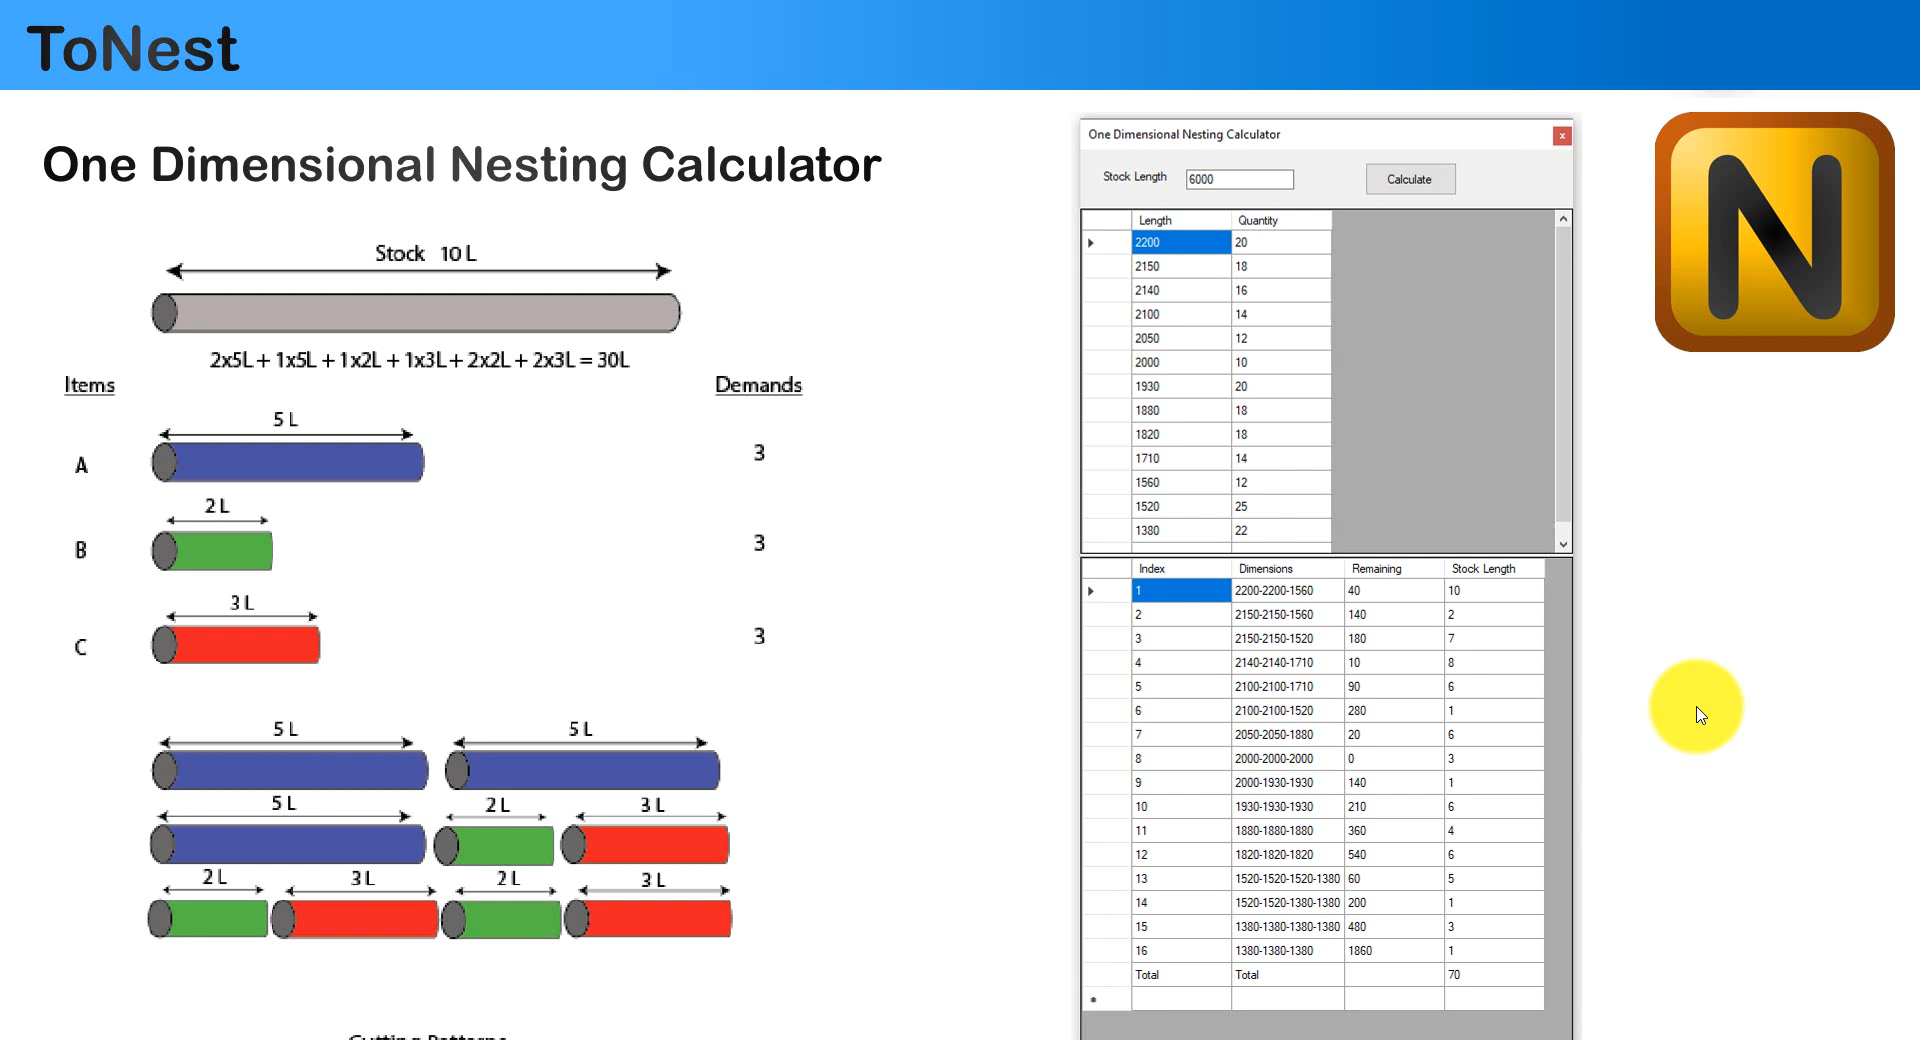 ToNest
One Dimensional Nesting Calculator
Stock 10 L
2x5L + 1x5L + 1x2L + 1x3L + 2x2L + 2x3L = 30L
Items Demands
5 L
A 3
2 L
B 3
3 L
C 3
5 L 5 L
5 L 2 L 3 L
2 L 3 L 2 L 3 L
Cutting Patterns
One Dimensional Nesting Calculator x
Stock Length 6000 Calculate
Length Quantity
2200 20
2150 18
2140 16
2100 14
2050 12
2000 10
1930 20
1880 18
1820 18
1710 14
1560 12
1520 25
1380 22
Index Dimensions Remaining Stock Length
1 2200-2200-1560 40 10
2 2150-2150-1560 140 2
3 2150-2150-1520 180 7
4 2140-2140-1710 10 8
5 2100-2100-1710 90 6
6 2100-2100-1520 280 1
7 2050-2050-1880 20 6
8 2000-2000-2000 0 3
9 2000-1930-1930 140 1
10 1930-1930-1930 210 6
11 1880-1880-1880 360 4
12 1820-1820-1820 540 6
13 1520-1520-1520-1380 60 5
14 1520-1520-1380-1380 200 1
15 1380-1380-1380-1380 480 3
16 1380-1380-1380 1860 1
Total Total 70
N